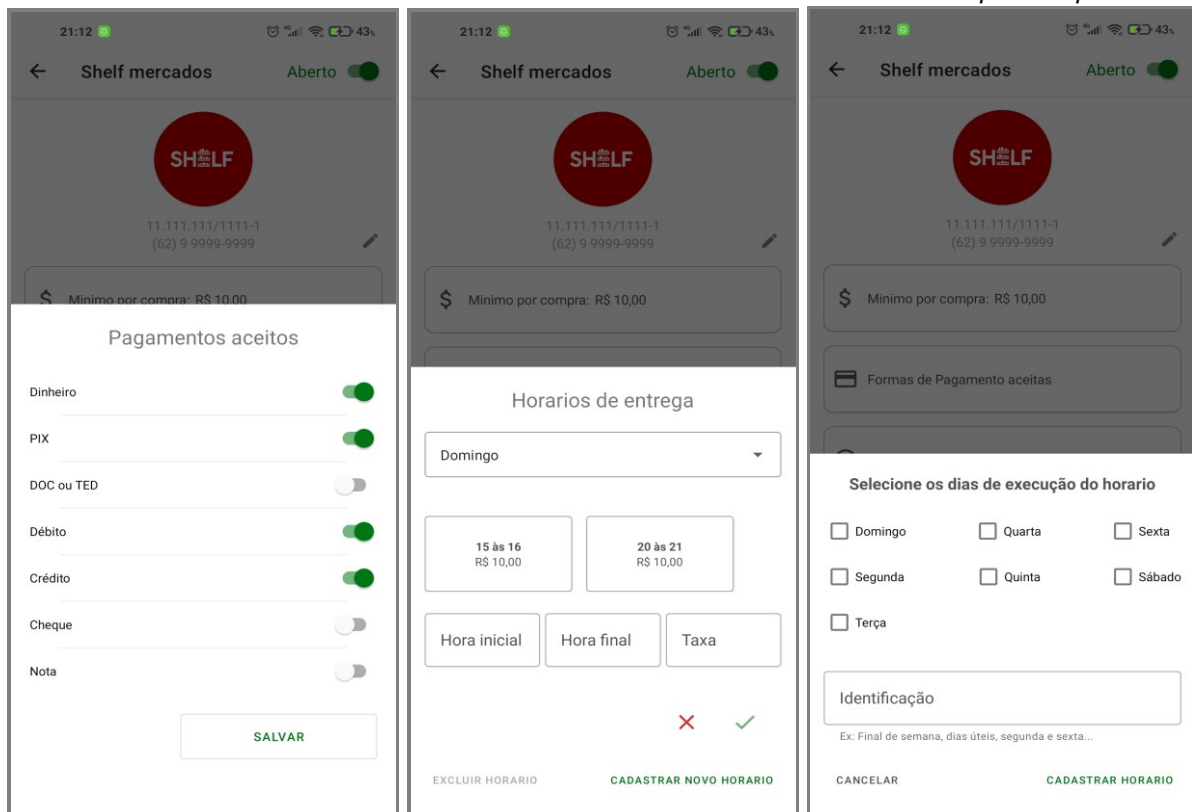 21:12 4G 43%
Shelf mercados Aberto
SHELF
11.111.111/1111-1
(62) 9 9999-9999
Minimo por compra: R$ 10,00
Pagamentos aceitos
Dinheiro
PIX
DOC ou TED
Débito
Crédito
Cheque
Nota
SALVAR
21:12 4G 43%
Shelf mercados Aberto
SHELF
11.111.111/1111-1
(62) 9 9999-9999
Minimo por compra: R$ 10,00
Horarios de entrega
Domingo
15 às 16 20 às 21
R$ 10,00 R$ 10,00
Hora inicial Hora final Taxa
EXCLUIR HORARIO CADASTRAR NOVO HORARIO
21:12 4G 43%
Shelf mercados Aberto
SHELF
11.111.111/1111-1
(62) 9 9999-9999
Minimo por compra: R$ 10,00
Formas de Pagamento aceitas
Selecione os dias de execução do horario
Domingo Quarta Sexta
Segunda Quinta Sábado
Terça
Identificação
Ex: Final de semana, dias úteis, segunda e sexta...
CANCELAR CADASTRAR HORARIO